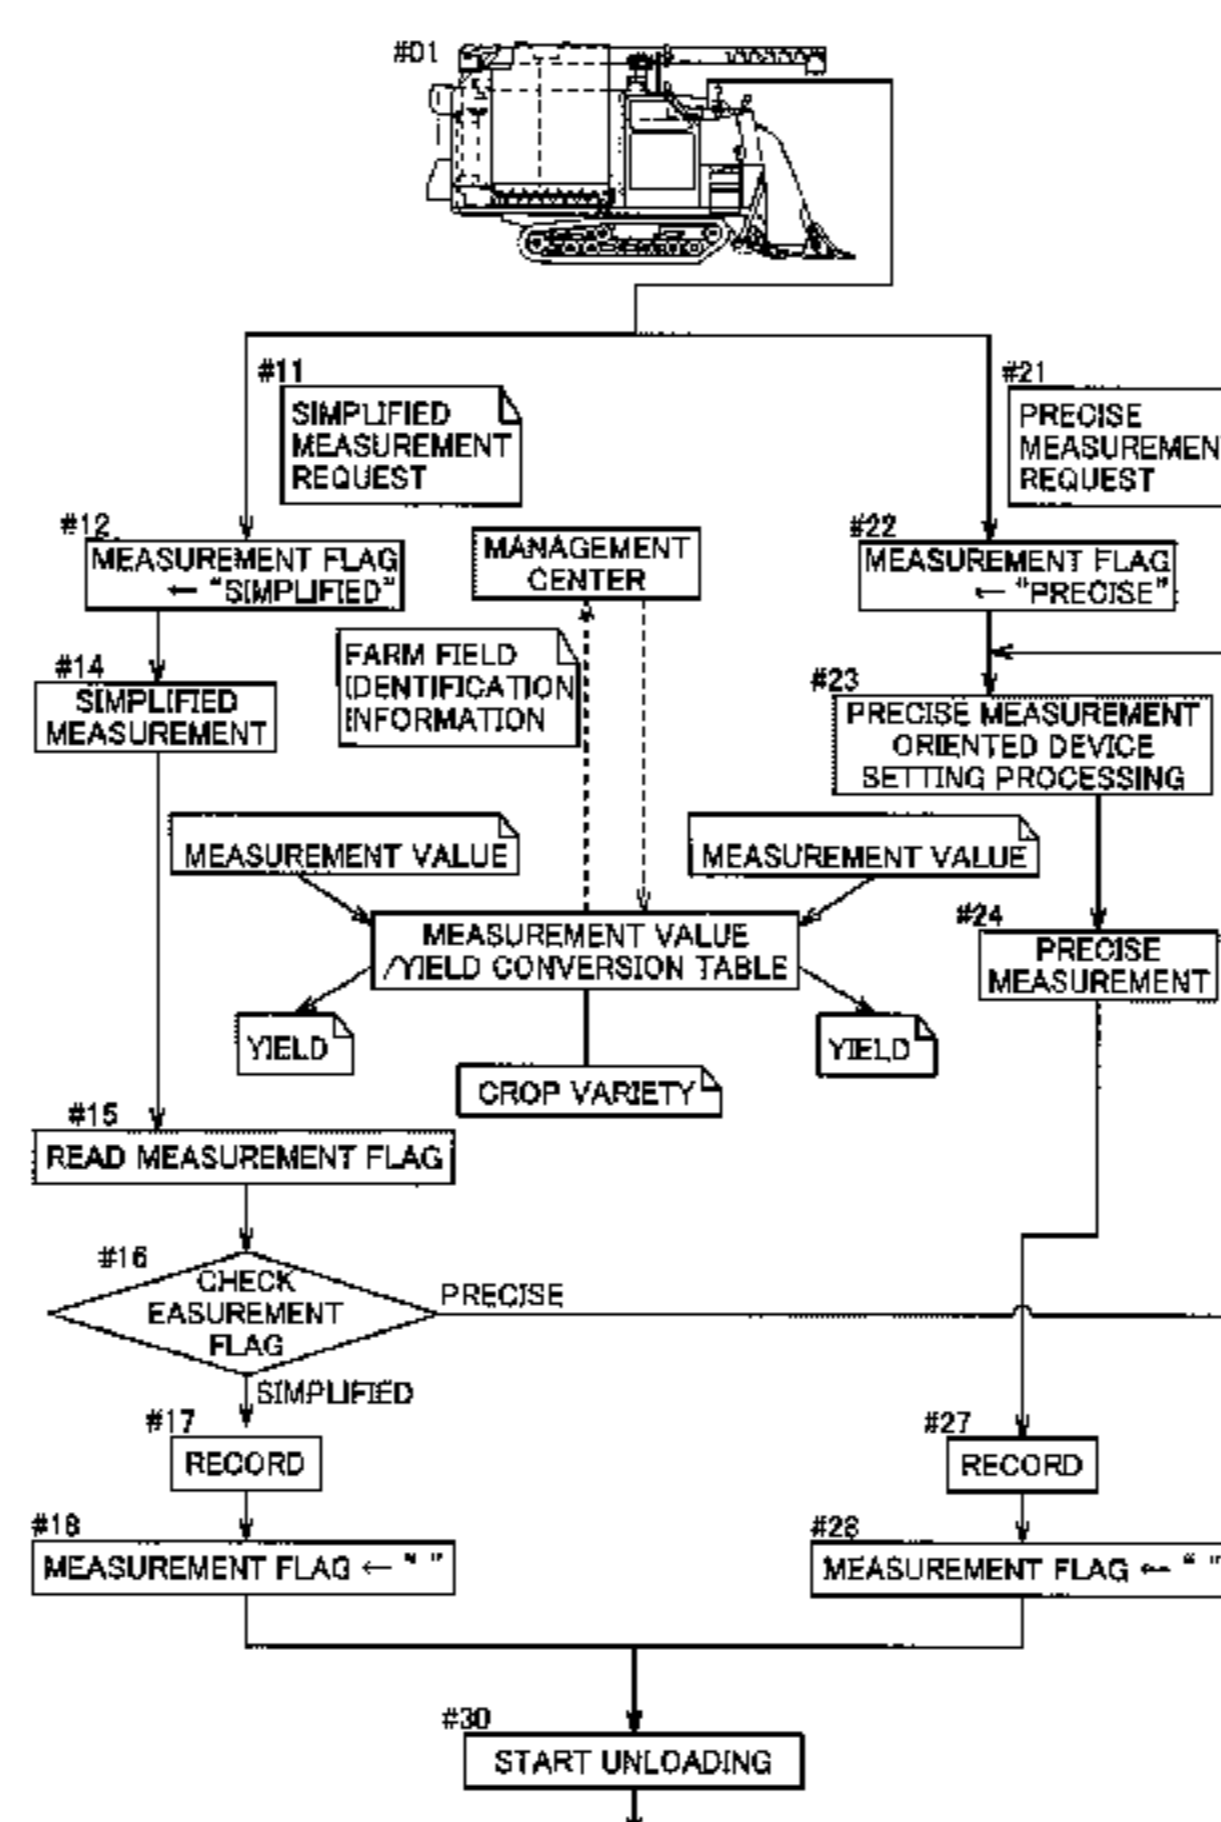 #01
#11
SIMPLIFIED
MEASUREMENT
REQUEST
#21
PRECISE
MEASUREMEN
REQUEST
#12
MEASUREMENT FLAG
← "SIMPLIFIED"
MANAGEMENT
CENTER
#22
MEASUREMENT FLAG
← "PRECISE"
#14
SIMPLIFIED
MEASUREMENT
FARM FIELD
IDENTIFICATION
INFORMATION
#23
PRECISE MEASUREMENT
ORIENTED DEVICE
SETTING PROCESSING
MEASUREMENT VALUE
MEASUREMENT VALUE
MEASUREMENT VALUE
/YIELD CONVERSION TABLE
#24
PRECISE
MEASUREMENT
YIELD
YIELD
CROP VARIETY
#15
READ MEASUREMENT FLAG
#16
CHECK
EASUREMENT
FLAG
PRECISE
SIMPLIFIED
#17
RECORD
#27
RECORD
#18
MEASUREMENT FLAG ← " "
#28
MEASUREMENT FLAG ← " "
#30
START UNLOADING